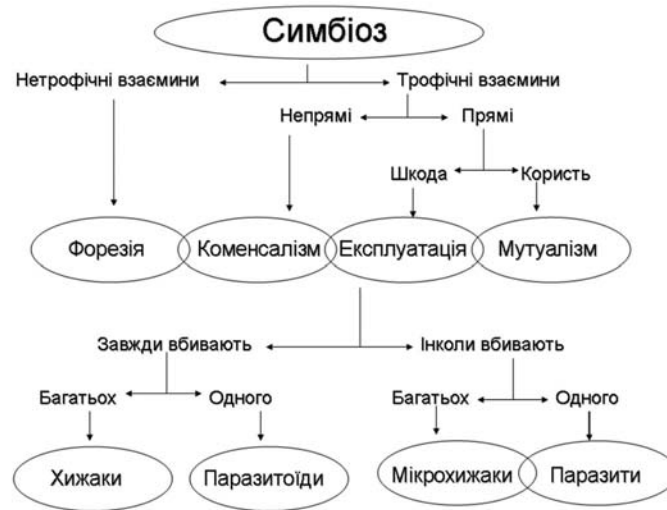 Симбіоз
Нетрофічні взаємини
Трофічні взаємини
Непрямі
Прямі
Шкода
Користь
Форезія
Коменсалізм
Експлуатація
Мутуалізм
Завжди вбивають
Інколи вбивають
Багатьох
Одного
Багатьох
Одного
Хижаки
Паразитоїди
Мікрохижаки
Паразити